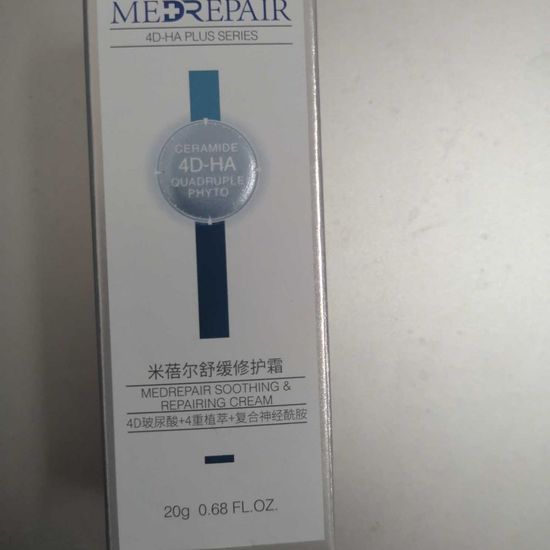 MEDREPAIR
4D-HA PLUS SERIES
CERAMIDE
4D-HA
QUADRUPLE
PHYTO
米蓓尔舒缓修护霜
MEDREPAIR SOOTHING &
REPAIRING CREAM
4D玻尿酸+4重植萃+复合神经酰胺
20g 0.68 FL.OZ.